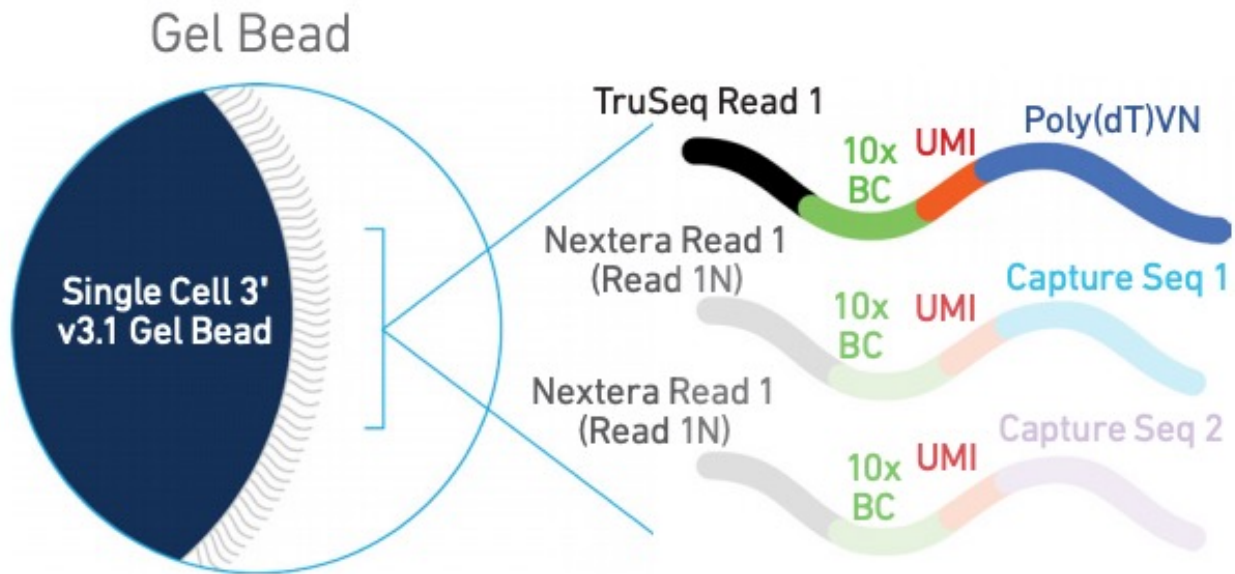 Gel Bead
Single Cell 3'
v3.1 Gel Bead
TruSeq Read 1
10x
BC
UMI
Poly(dT)VN
Nextera Read 1
(Read 1N)
10x
BC
UMI
Capture Seq 1
Nextera Read 1
(Read 1N)
10x
BC
UMI
Capture Seq 2